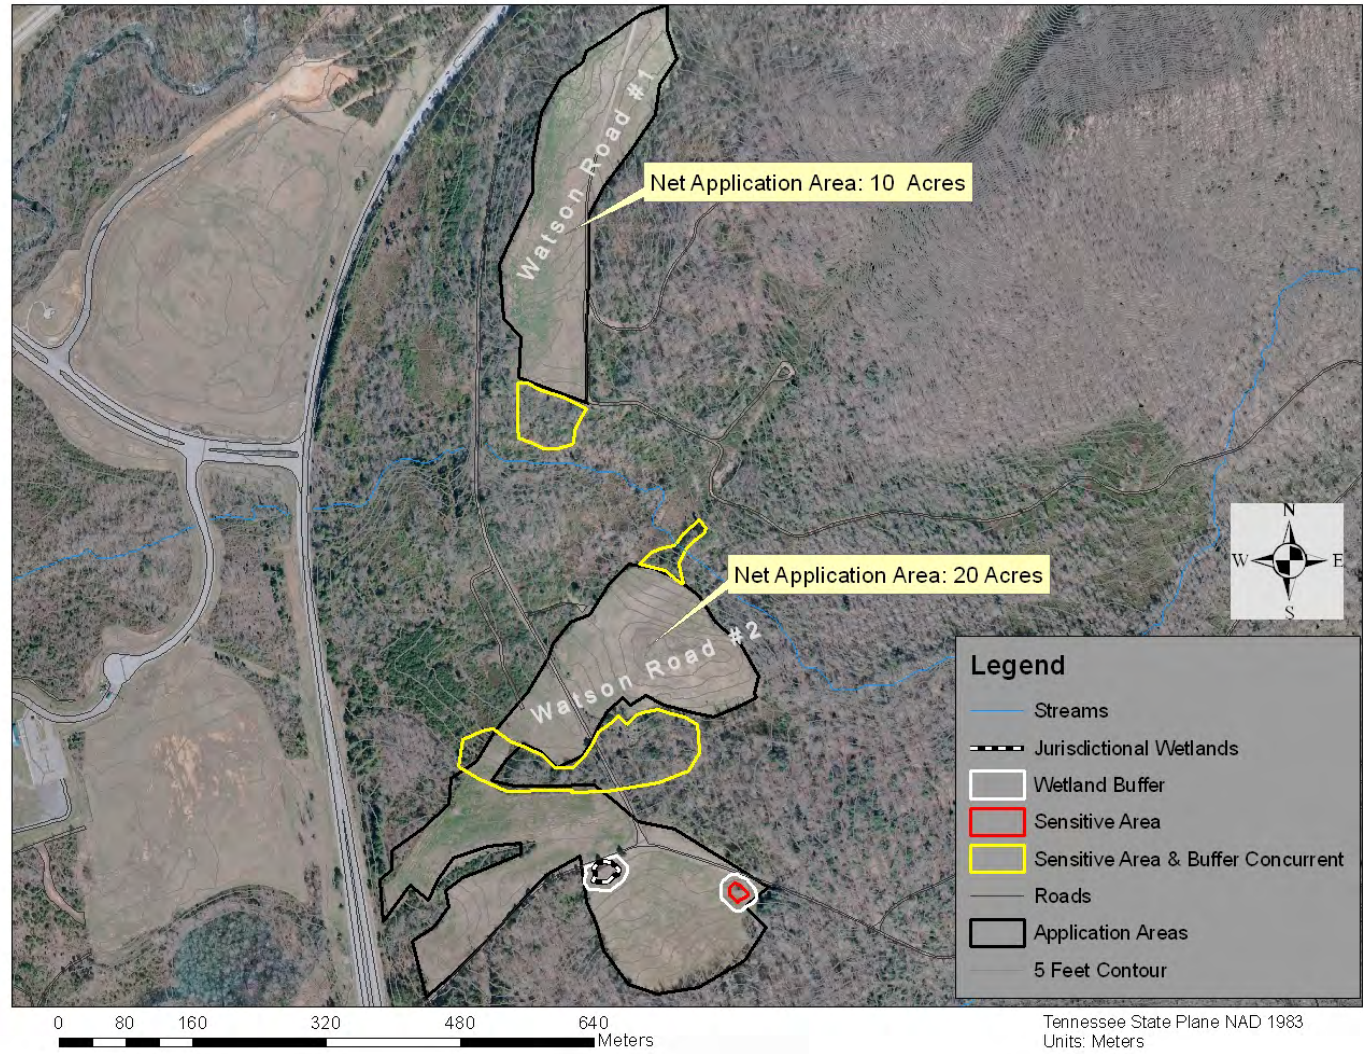 Watson Road #1
Net Application Area: 10 Acres
Net Application Area: 20 Acres
Watson Road #2
N
W
E
S
Legend
Streams
Jurisdictional Wetlands
Wetland Buffer
Sensitive Area
Sensitive Area & Buffer Concurrent
Roads
Application Areas
5 Feet Contour
0 80 160 320 480 640
Meters
Tennessee State Plane NAD 1983
Units: Meters